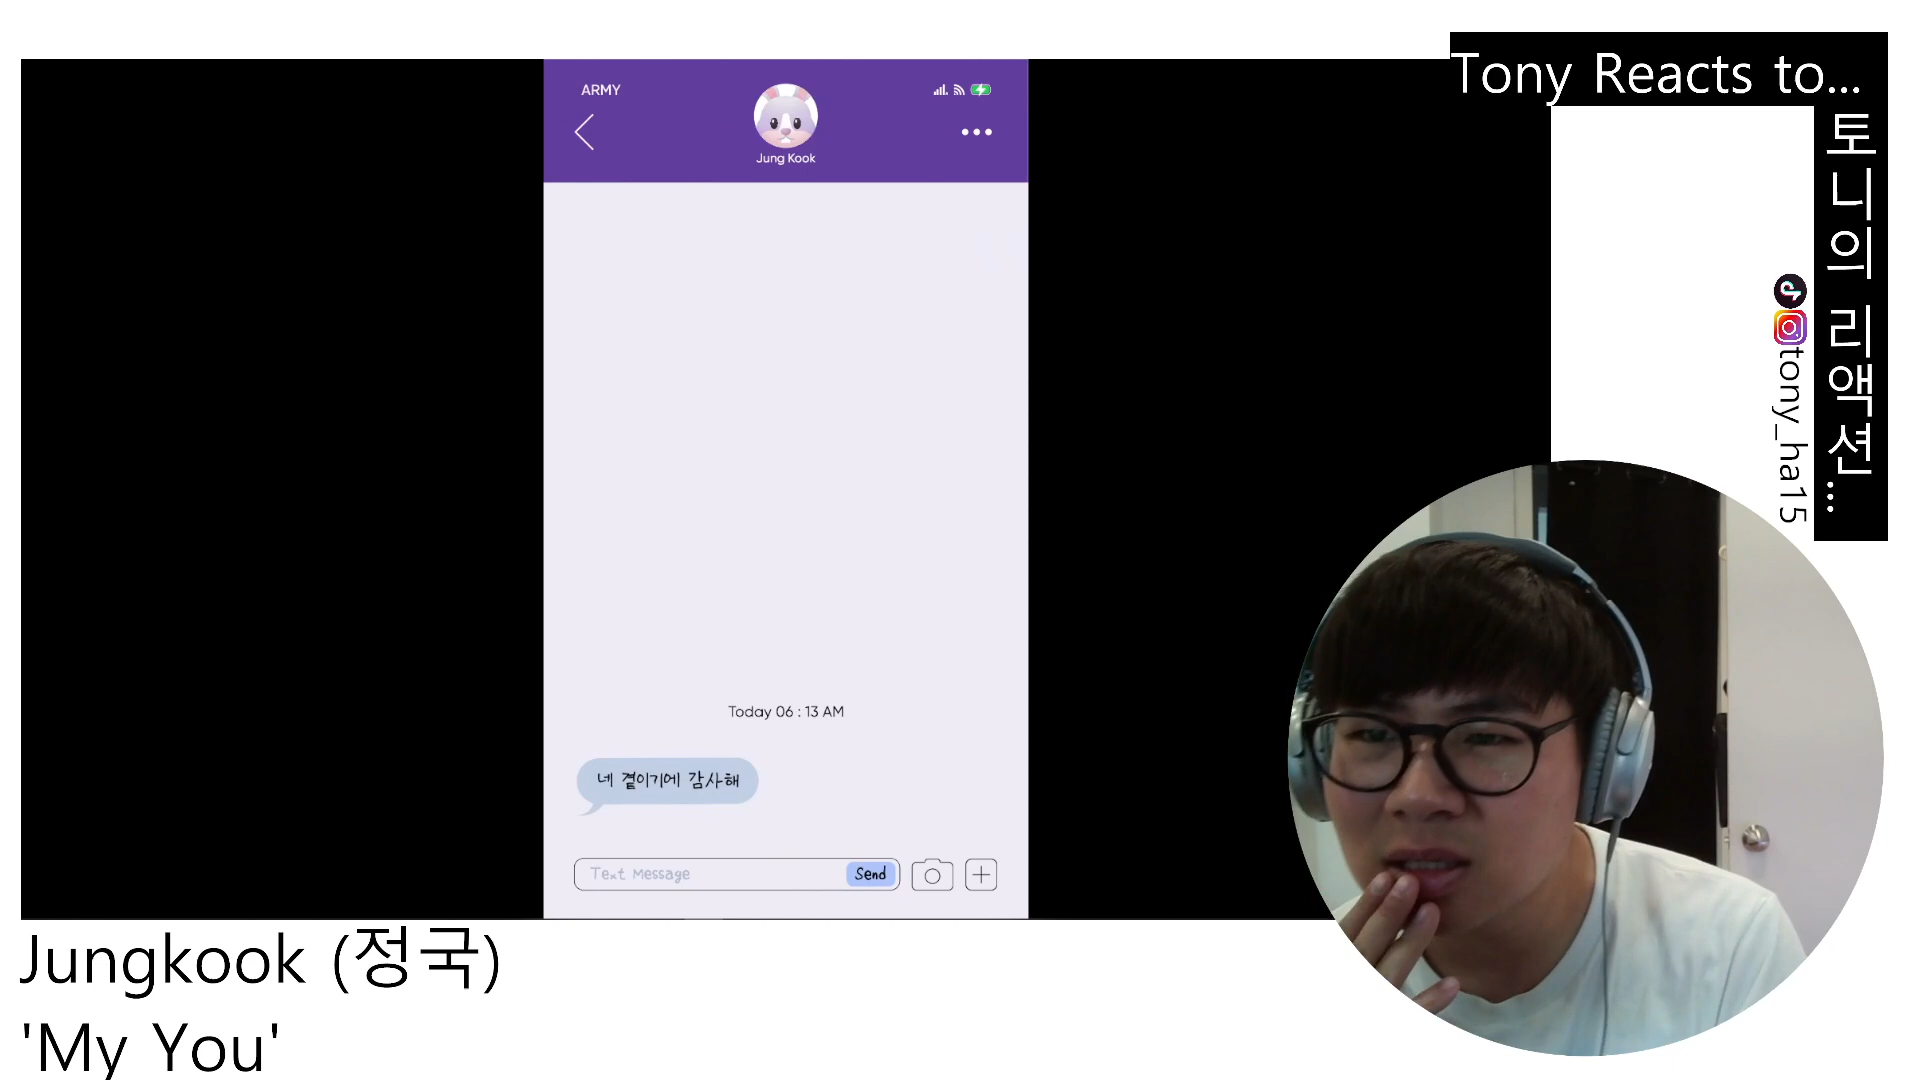 Tony Reacts to...
토니의 리액션...
tony_ha15
ARMY
Jung Kook
Today 06 : 13 AM
네 곁이기에 감사해
Text Message
Send
Jungkook (정국)
'My You'